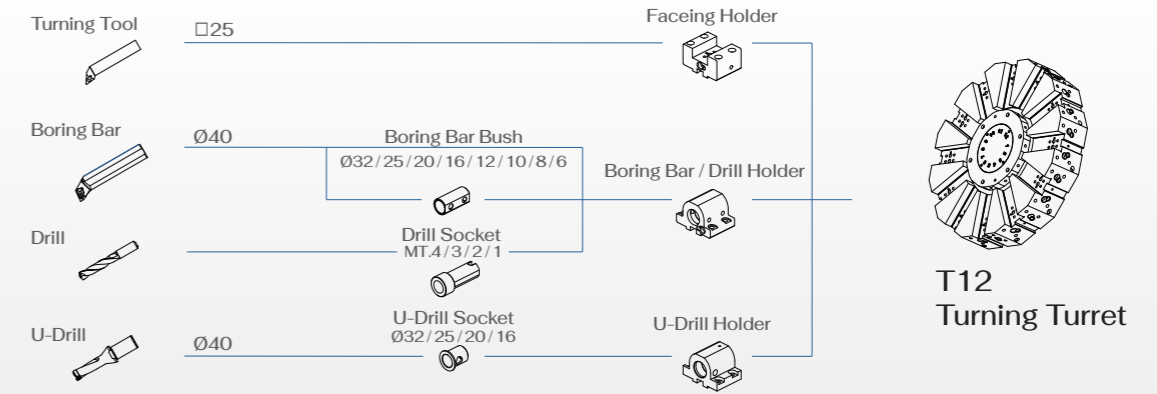 Turning Tool
□25
Faceing Holder
Boring Bar
Ø40
Boring Bar Bush
Ø32/25/20/16/12/10/8/6
Boring Bar / Drill Holder
Drill
Drill Socket
MT.4/3/2/1
U-Drill
Ø40
U-Drill Socket
Ø32/25/20/16
U-Drill Holder
T12
Turning Turret